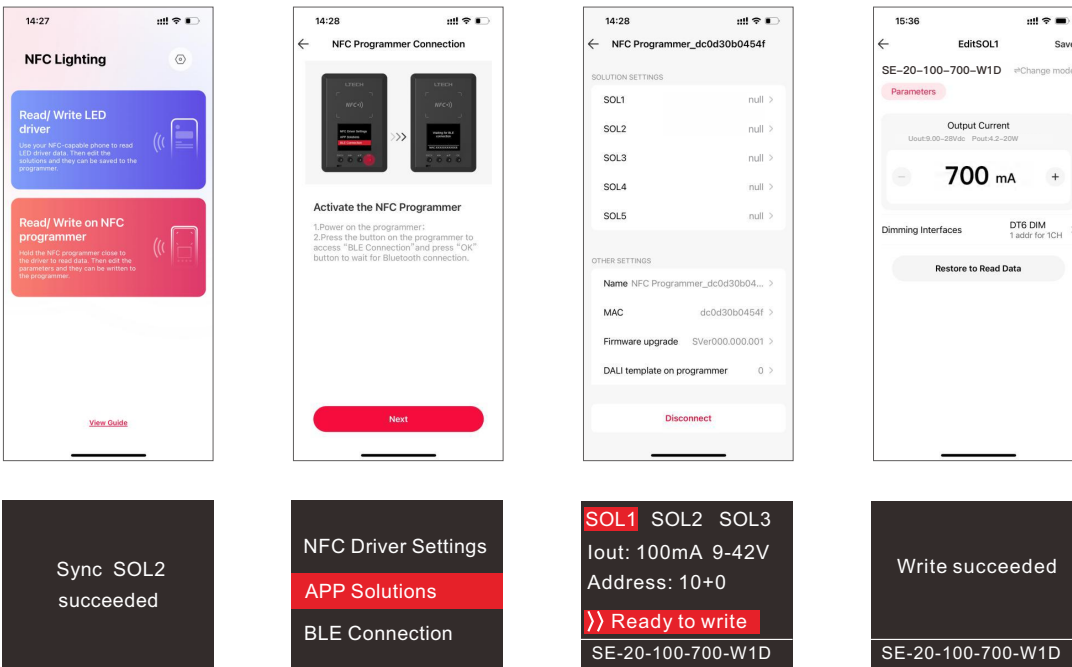 14:27
NFC Lighting
Read/ Write LED
driver
Use your NFC-capable phone to read
LED driver data. Then edit the
solutions and they can be saved to the
programmer.
Read/ Write on NFC
programmer
Hold the NFC programmer close to
the driver to read data. Then edit the
parameters and they can be written to
the programmer.
View Guide
14:28
NFC Programmer Connection
LTECH
NFC
LTECH
NFC
Activate the NFC Programmer
1.Power on the programmer;
2.Press the button on the programmer to
access “BLE Connection”and press “OK”
button to wait for Bluetooth connection.
Next
14:28
NFC Programmer_dc0d30b0454f
SOLUTION SETTINGS
SOL1 null
SOL2 null
SOL3 null
SOL4 null
SOL5 null
OTHER SETTINGS
Name NFC Programmer_dc0d30b04...
MAC dc0d30b0454f
Firmware upgrade SVer000.000.001
DALI template on programmer 0
Disconnect
15:36
EditSOL1 Save
SE-20-100-700-W1D ⇌Change mode
Parameters
Output Current
Uout:9.00-28Vdc Pout:4.2-20W
− 700 mA +
Dimming Interfaces DT6 DIM
1 addr for 1CH
Restore to Read Data
Sync SOL2
succeeded
NFC Driver Settings
APP Solutions
BLE Connection
SOL1 SOL2 SOL3
Iout: 100mA 9-42V
Address: 10+0
⟩⟩ Ready to write
SE-20-100-700-W1D
Write succeeded
SE-20-100-700-W1D